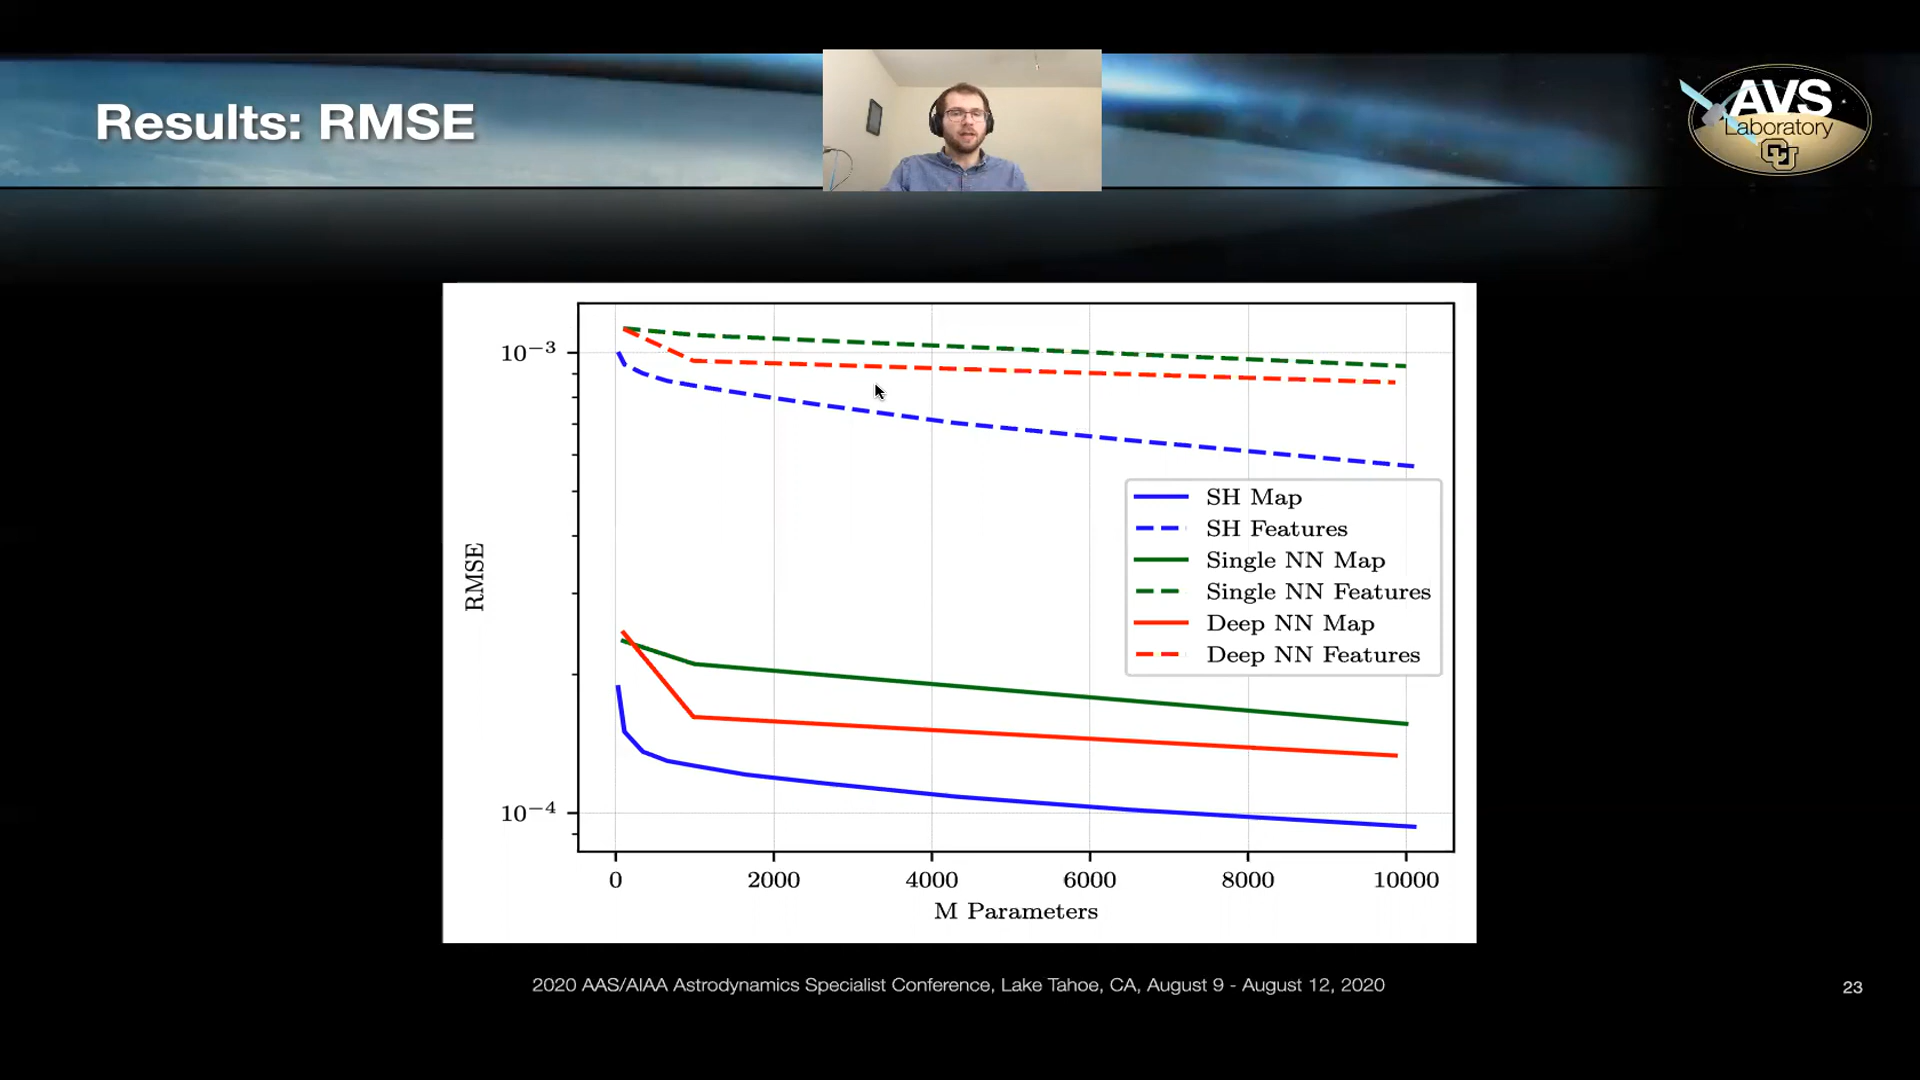 Results: RMSE
AVS
Laboratory
CU
10−3
10−4
RMSE
SH Map
SH Features
Single NN Map
Single NN Features
Deep NN Map
Deep NN Features
0 2000 4000 6000 8000 10000
M Parameters
2020 AAS/AIAA Astrodynamics Specialist Conference, Lake Tahoe, CA, August 9 - August 12, 2020
23